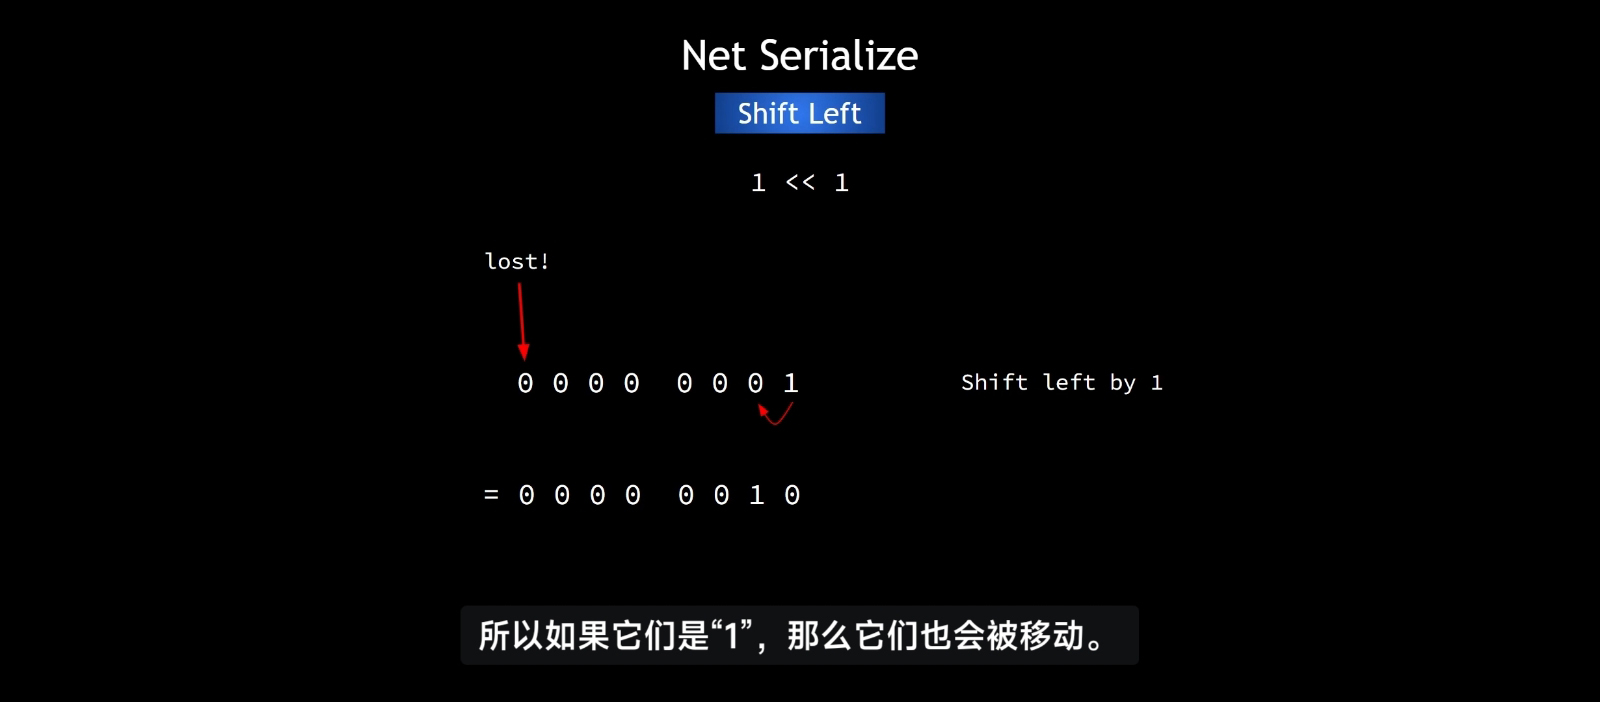 Net Serialize
Shift Left
1 << 1
lost!
0 0 0 0  0 0 0 1
Shift left by 1
= 0 0 0 0  0 0 1 0
所以如果它们是“1”，那么它们也会被移动。